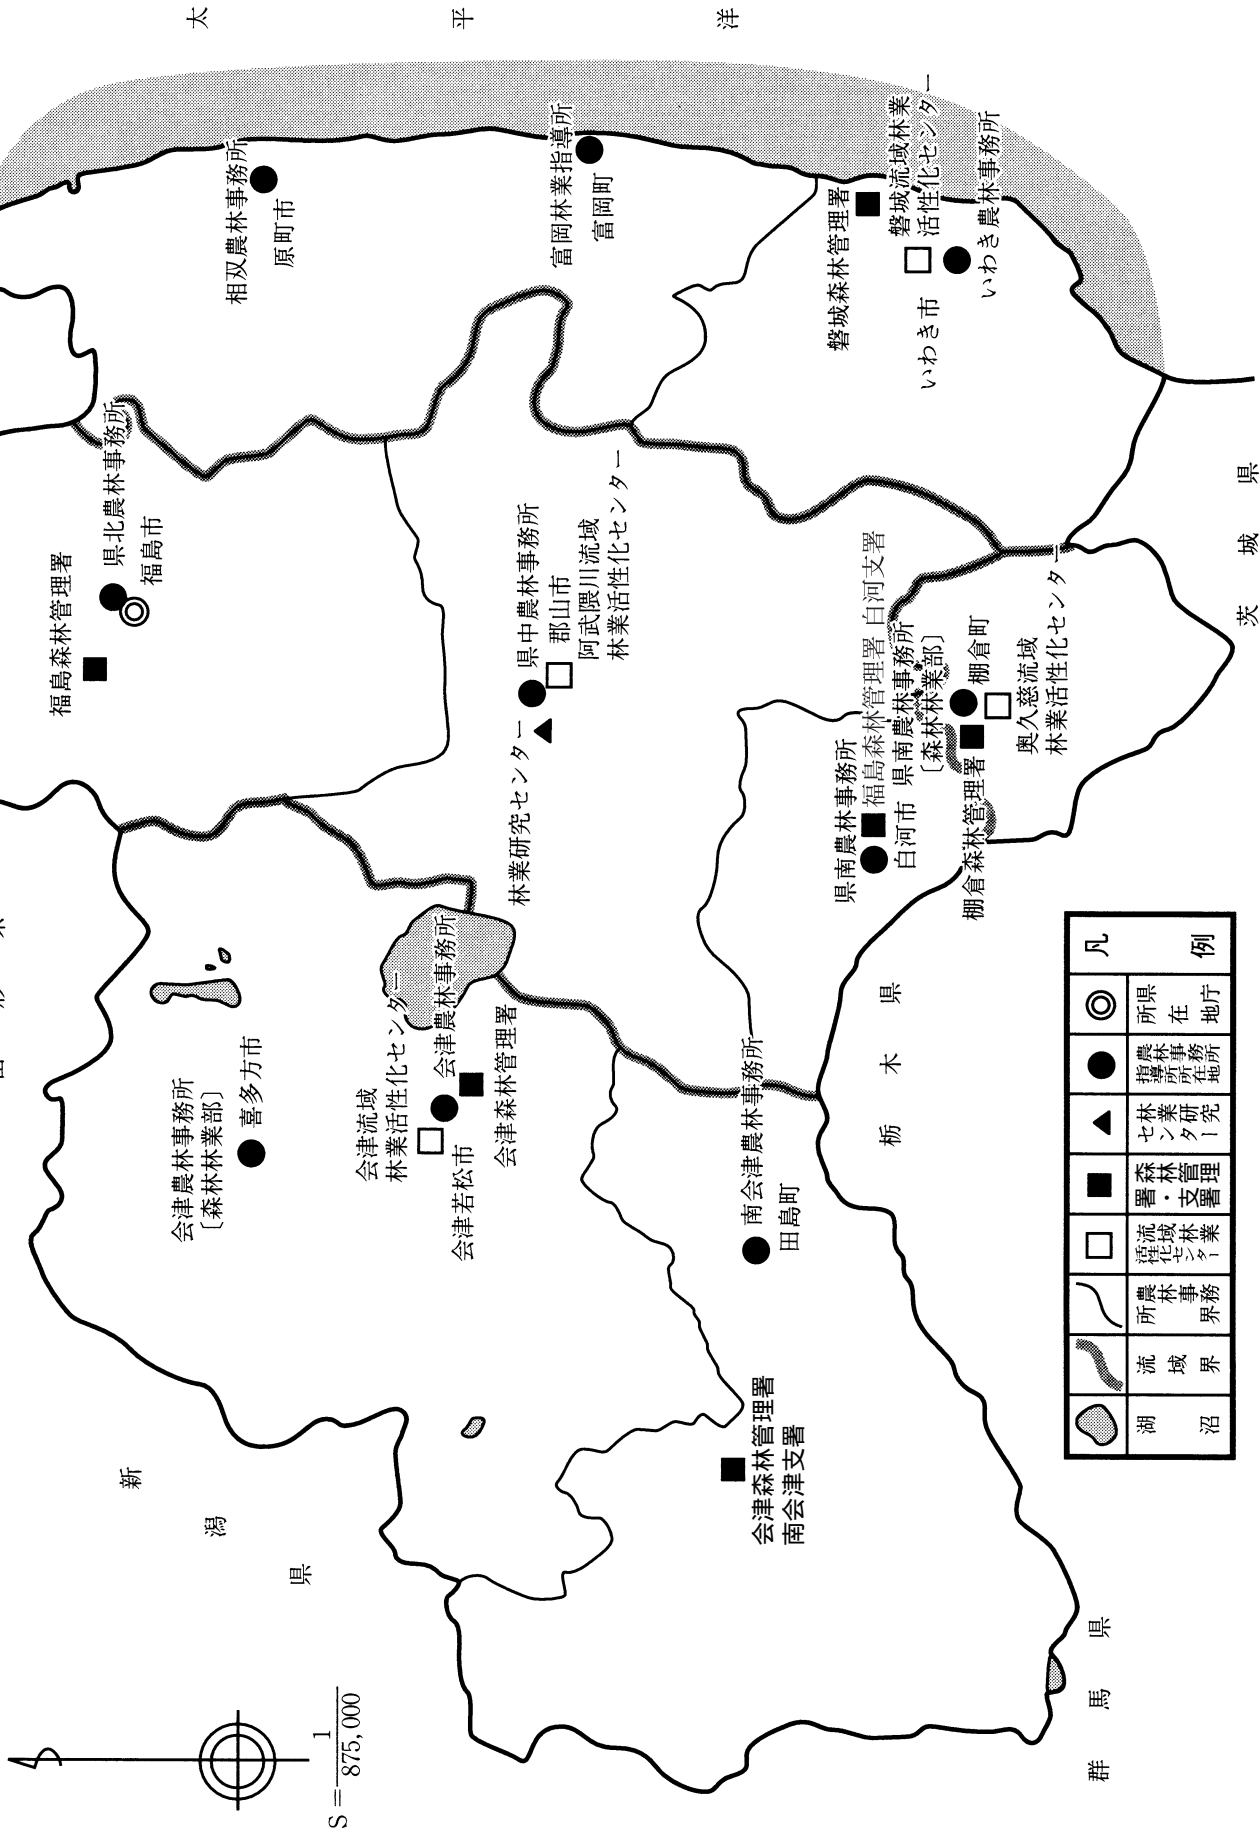 太平洋
相双農林事務所
原町市
富岡林業指導所
富岡町
磐城森林管理署
磐城流域林業
活性化センター
いわき市
いわき農林事務所
福島森林管理署
県北農林事務所
福島市
県中農林事務所
郡山市
阿武隈川流域
林業活性化センター
林業研究センター
県南農林事務所
福島森林管理署 白河支署
白河市
県南農林事務所
〔森林林業部〕
棚倉町
棚倉森林管理署
奥久慈流域
林業活性化センター
茨城県
会津農林事務所
〔森林林業部〕
喜多方市
会津流域
林業活性化センター
会津農林事務所
会津若松市
会津森林管理署
南会津農林事務所
田島町
会津森林管理署
南会津支署
栃木県
新潟県
群馬県
S=1/875,000
凡例
県庁所在地
農林事務所
指導所所在地
林業研究
センター
森林管理
署・支署
流域林業
活性化センター
農林事務
所界
流域界
湖沼